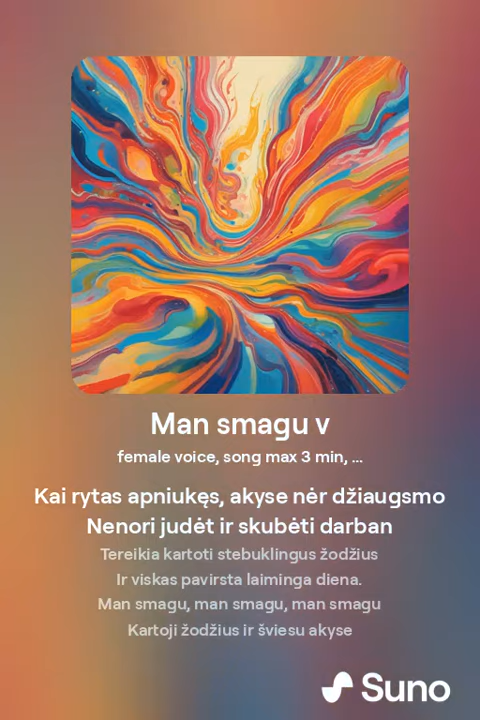 Man smagu v
female voice, song max 3 min, ...
Kai rytas apniukęs, akyse nėr džiaugsmo
Nenori judėt ir skubėti darban
Tereikia kartoti stebuklingus žodžius
Ir viskas pavirsta laiminga diena.
Man smagu, man smagu, man smagu
Kartoji žodžius ir šviesu akyse
Suno